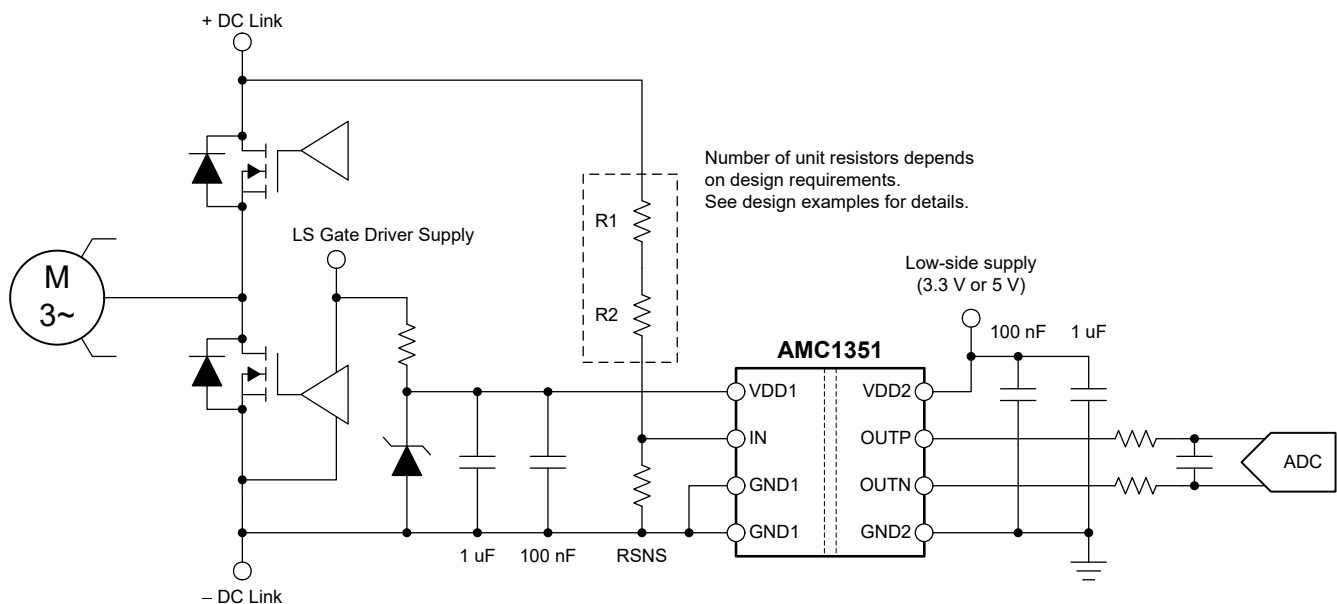 + DC Link
Number of unit resistors depends
on design requirements.
See design examples for details.
R1
LS Gate Driver Supply
M
3~
R2
Low-side supply
(3.3 V or 5 V)
100 nF
1 uF
AMC1351
VDD1
VDD2
IN
OUTP
ADC
GND1
OUTN
GND1
GND2
1 uF
100 nF
RSNS
– DC Link